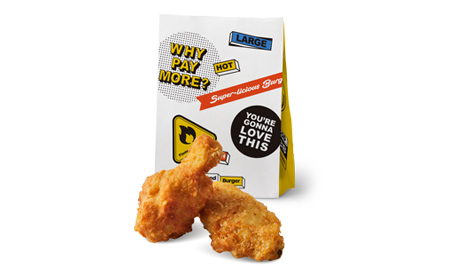 LARGE
WHY
PAY
MORE?
HOT
Super-licious Burg
YOU'RE
GONNA
LOVE
THIS
Burger